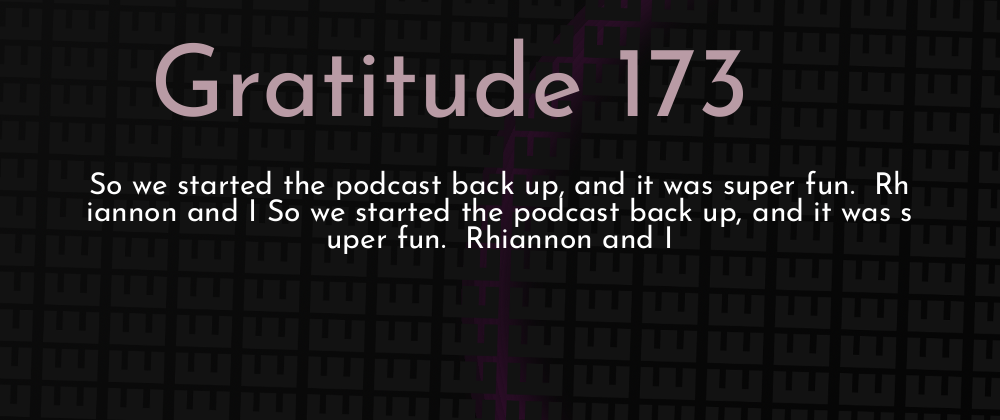 Gratitude 173
So we started the podcast back up, and it was super fun.  Rh
iannon and I So we started the podcast back up, and it was s
uper fun.  Rhiannon and I